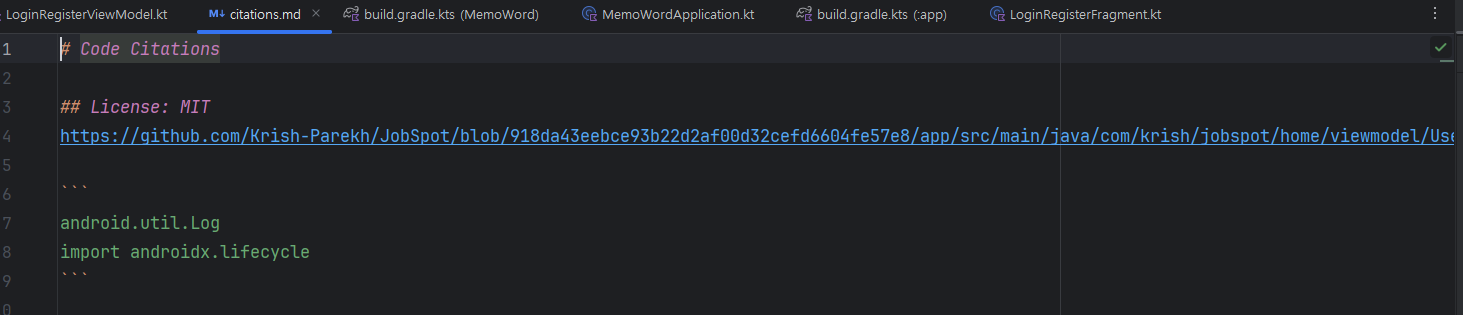 LoginRegisterViewModel.kt citations.md build.gradle.kts (MemoWord) MemoWordApplication.kt build.gradle.kts (:app) LoginRegisterFragment.kt
1 # Code Citations
2
3 ## License: MIT
4 https://github.com/Krish-Parekh/JobSpot/blob/918da43eebce93b22d2af00d32cefd6604fe57e8/app/src/main/java/com/krish/jobspot/home/viewmodel/Use
5
6 ```
7 android.util.Log
8 import androidx.lifecycle
9 ```
0